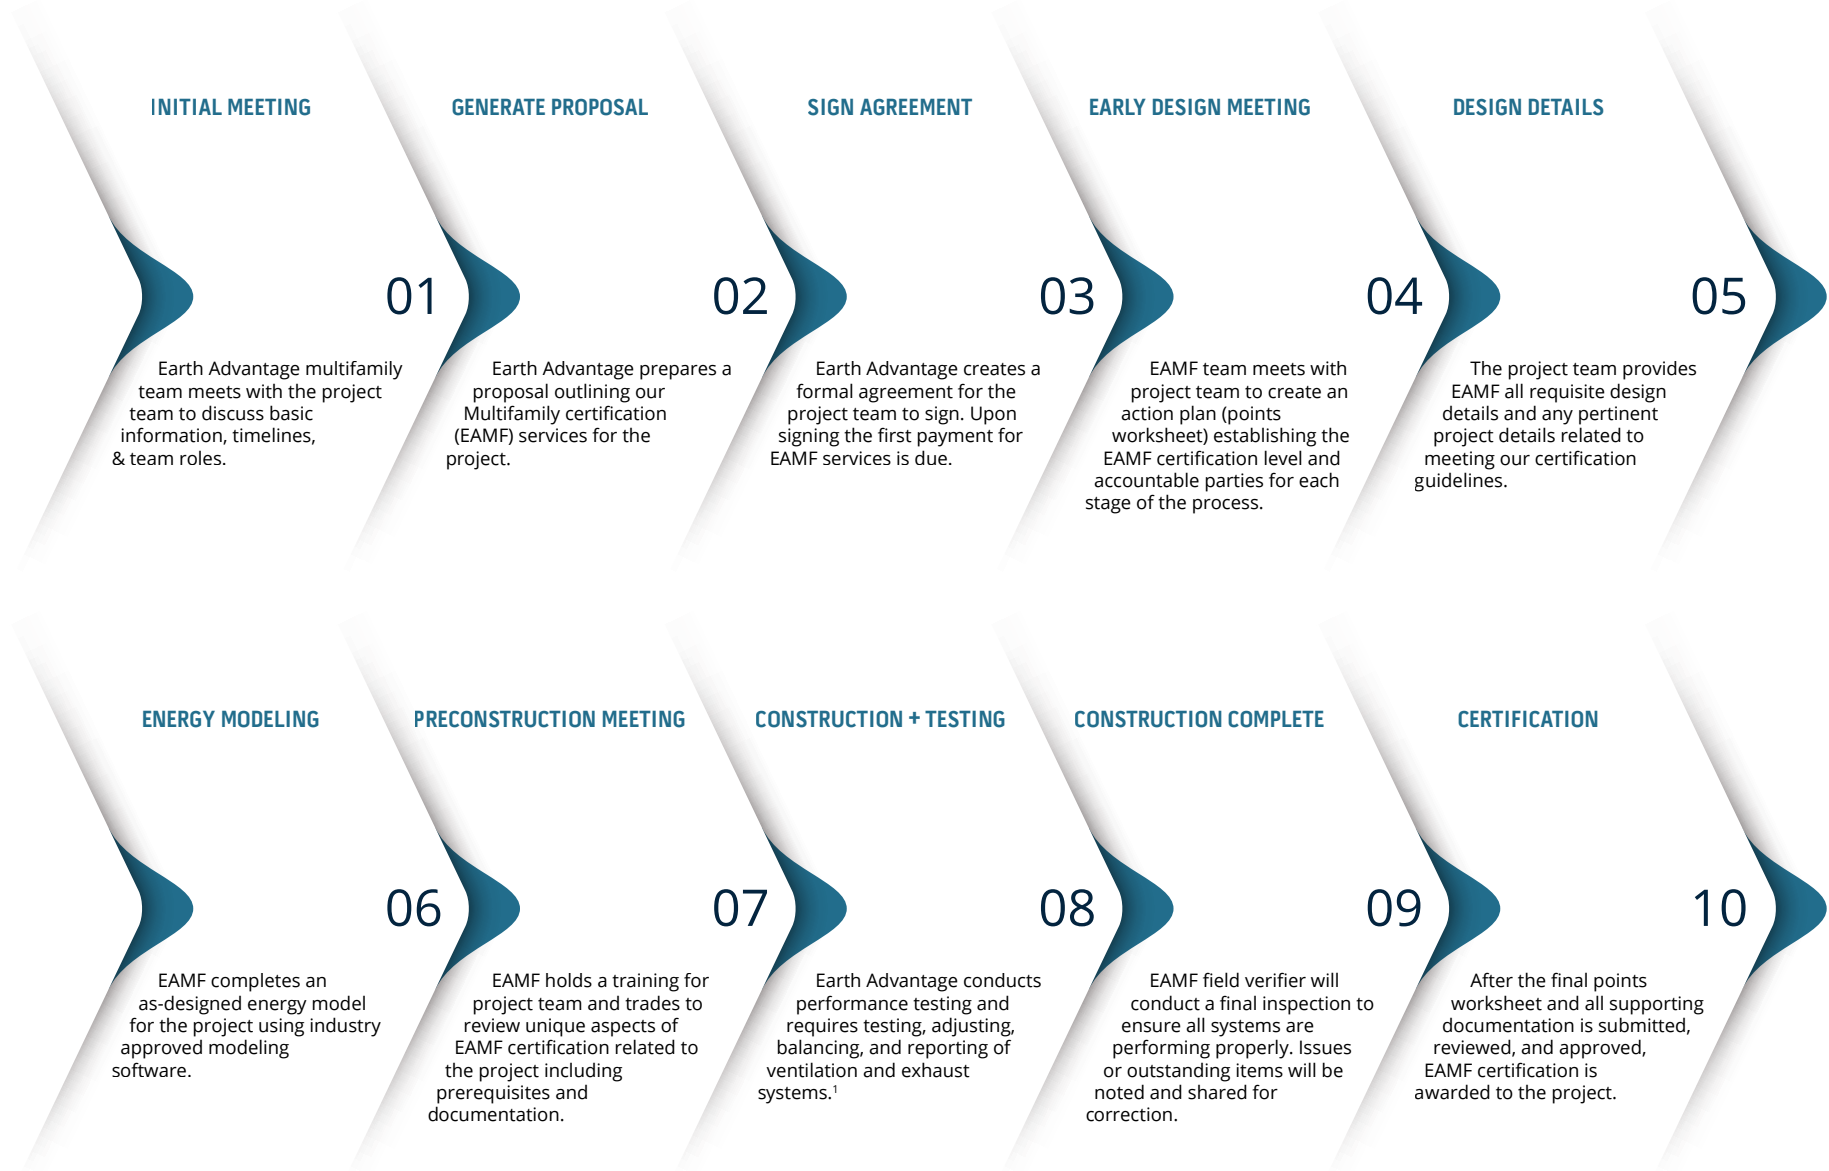 INITIAL MEETING
01
Earth Advantage multifamily
team meets with the project
team to discuss basic
information, timelines,
& team roles.
GENERATE PROPOSAL
02
Earth Advantage prepares a
proposal outlining our
Multifamily certification
(EAMF) services for the
project.
SIGN AGREEMENT
03
Earth Advantage creates a
formal agreement for the
project team to sign. Upon
signing the first payment for
EAMF services is due.
EARLY DESIGN MEETING
04
EAMF team meets with
project team to create an
action plan (points
worksheet) establishing the
EAMF certification level and
accountable parties for each
stage of the process.
DESIGN DETAILS
05
The project team provides
EAMF all requisite design
details and any pertinent
project details related to
meeting our certification
guidelines.
ENERGY MODELING
06
EAMF completes an
as-designed energy model
for the project using industry
approved modeling
software.
PRECONSTRUCTION MEETING
07
EAMF holds a training for
project team and trades to
review unique aspects of
EAMF certification related to
the project including
prerequisites and
documentation.
CONSTRUCTION + TESTING
08
Earth Advantage conducts
performance testing and
requires testing, adjusting,
balancing, and reporting of
ventilation and exhaust
systems.¹
CONSTRUCTION COMPLETE
09
EAMF field verifier will
conduct a final inspection to
ensure all systems are
performing properly. Issues
or outstanding items will be
noted and shared for
correction.
CERTIFICATION
10
After the final points
worksheet and all supporting
documentation is submitted,
reviewed, and approved,
EAMF certification is
awarded to the project.